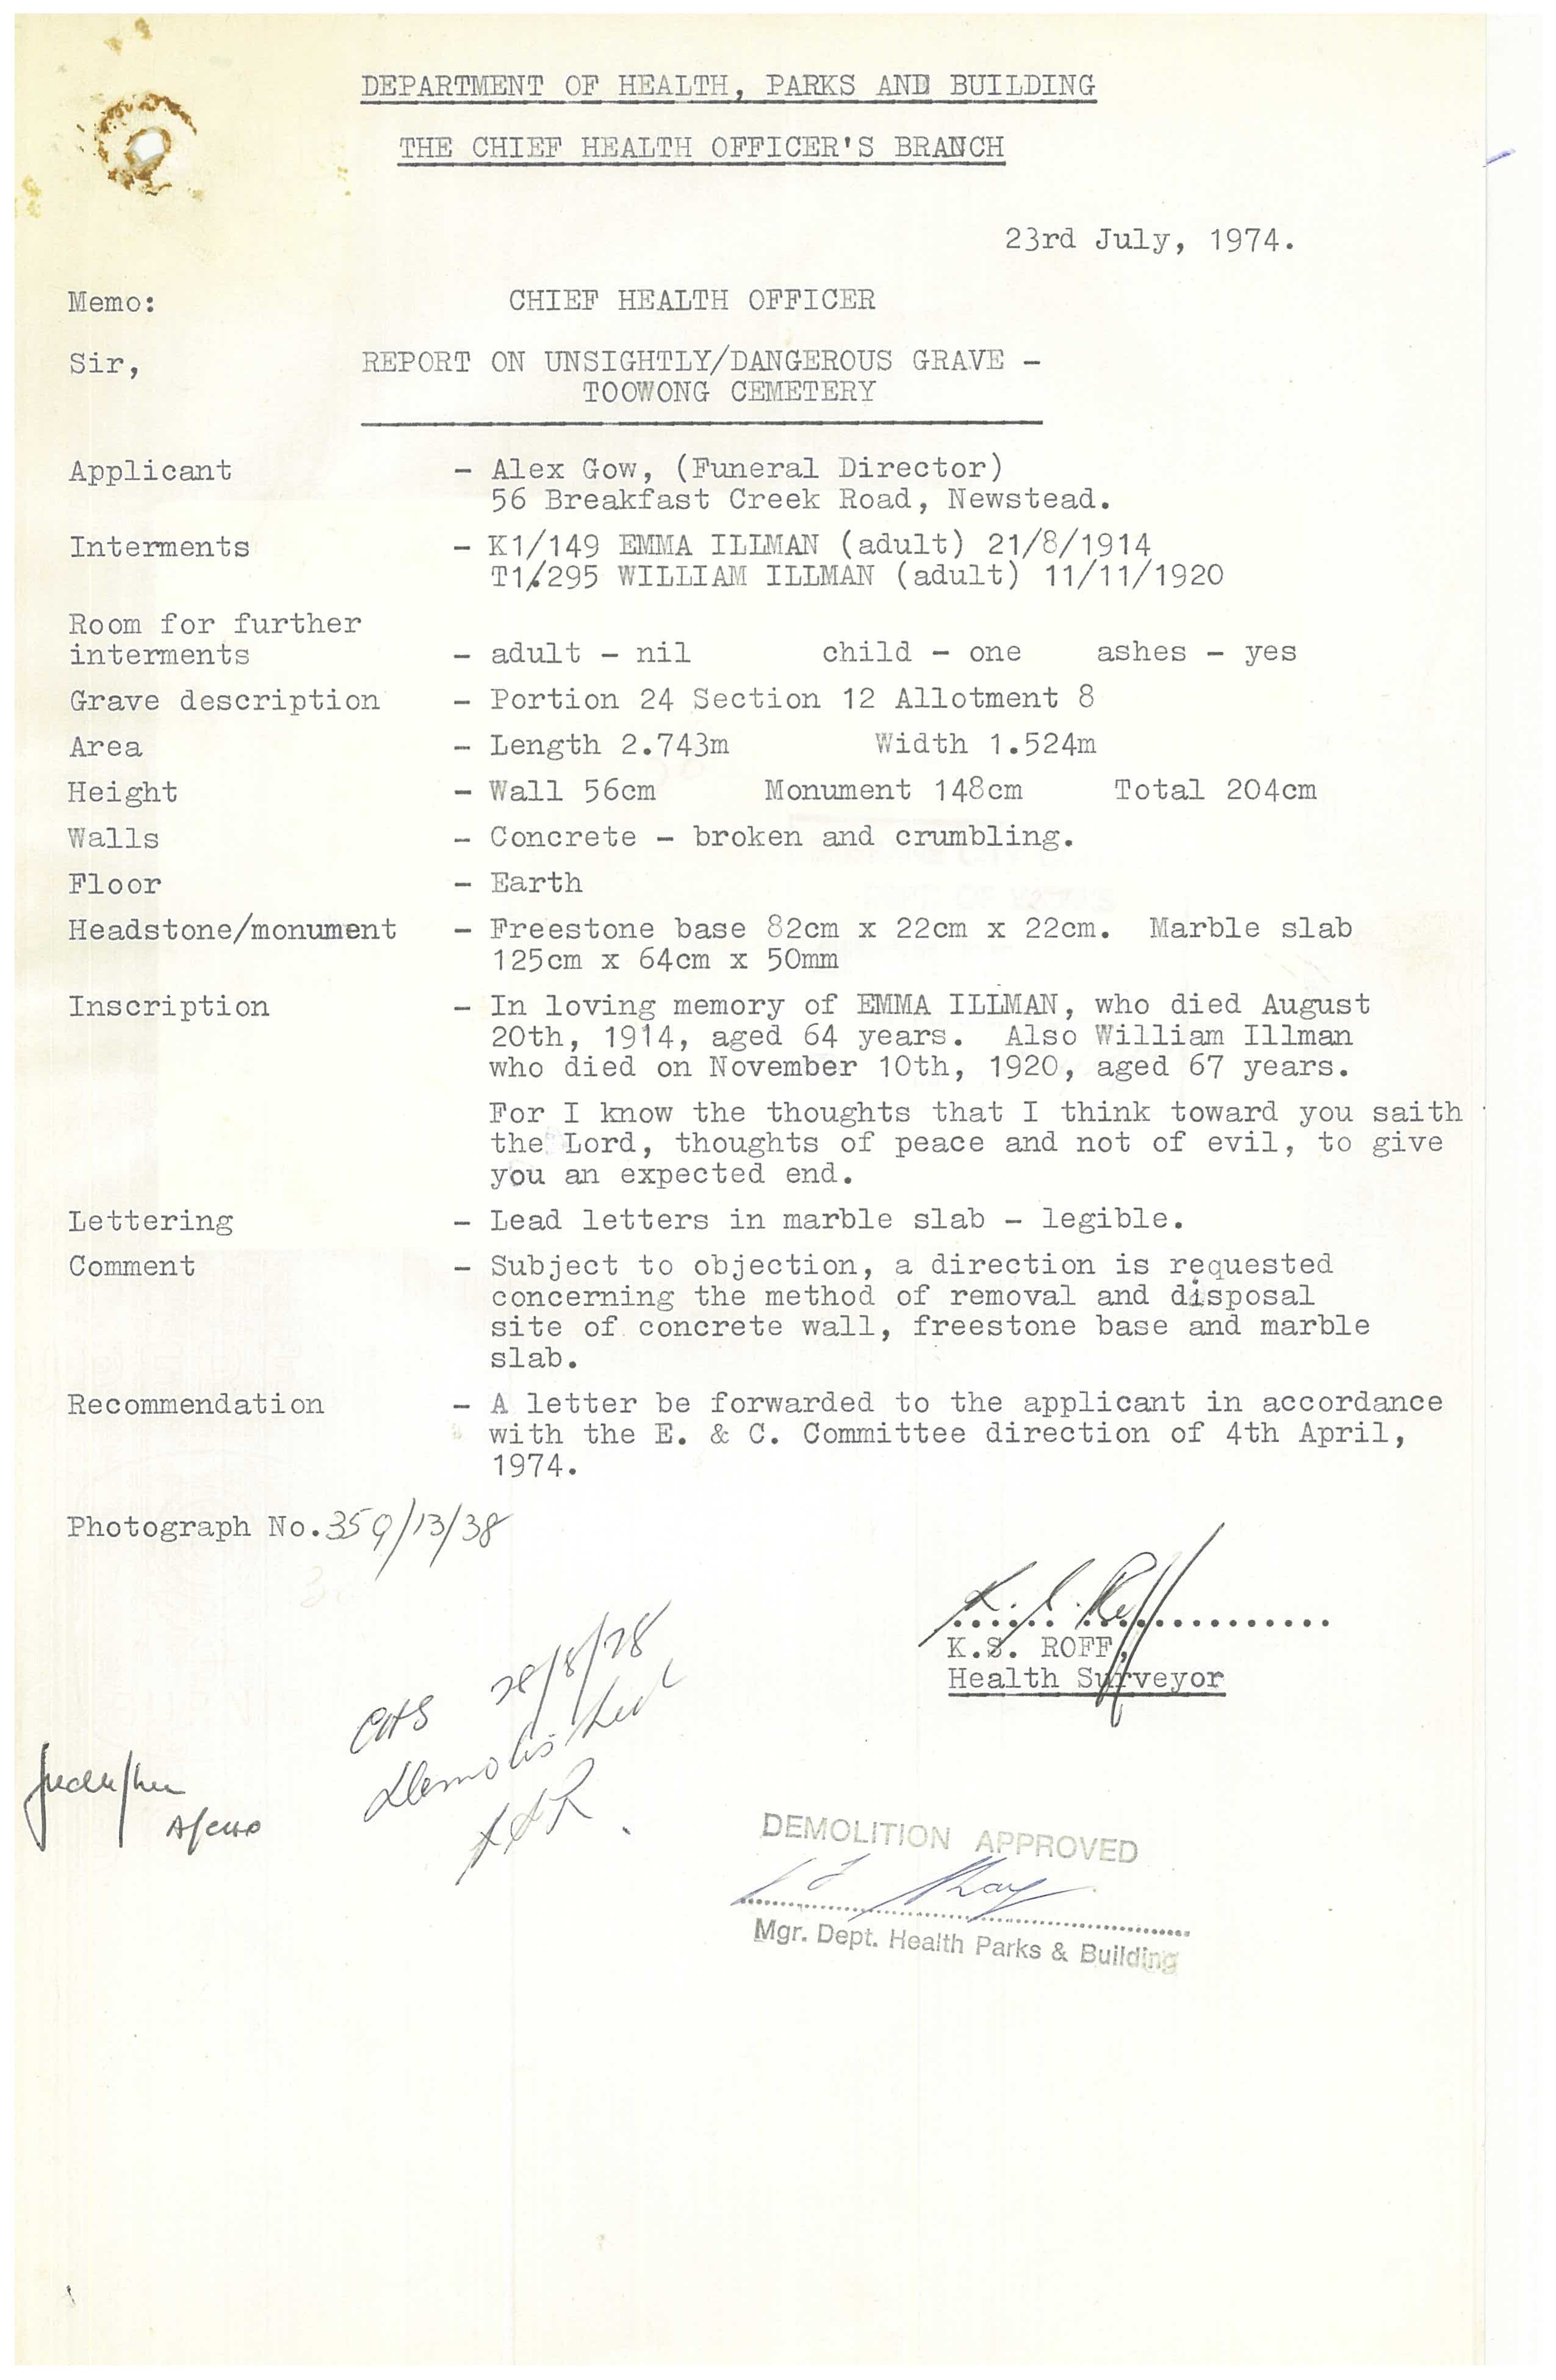 DEPARTMENT OF HEALTH, PARKS AND BUILDING
THE CHIEF HEALTH OFFICER'S BRANCH
23rd July, 1974.
Memo: CHIEF HEALTH OFFICER
Sir, REPORT ON UNSIGHTLY/DANGEROUS GRAVE -
TOOWONG CEMETERY
Applicant - Alex Gow, (Funeral Director)
56 Breakfast Creek Road, Newstead.
Interments - K1/149 EMMA ILLMAN (adult) 21/8/1914
T1/295 WILLIAM ILLMAN (adult) 11/11/1920
Room for further
interments - adult - nil child - one ashes - yes
Grave description - Portion 24 Section 12 Allotment 8
Area - Length 2.743m Width 1.524m
Height - Wall 56cm Monument 148cm Total 204cm
Walls - Concrete - broken and crumbling.
Floor - Earth
Headstone/monument - Freestone base 82cm x 22cm x 22cm. Marble slab
125cm x 64cm x 50mm
Inscription - In loving memory of EMMA ILLMAN, who died August
20th, 1914, aged 64 years. Also William Illman
who died on November 10th, 1920, aged 67 years.
For I know the thoughts that I think toward you saith
the Lord, thoughts of peace and not of evil, to give
you an expected end.
Lettering - Lead letters in marble slab - legible.
Comment - Subject to objection, a direction is requested
concerning the method of removal and disposal
site of concrete wall, freestone base and marble
slab.
Recommendation - A letter be forwarded to the applicant in accordance
with the E. & C. Committee direction of 4th April,
1974.
Photograph No. 359/13/38
K. S. Roff
K.S. ROFF,
Health Surveyor
28/8/78
Demolished
A/CHO
DEMOLITION APPROVED
Mgr. Dept. Health Parks & Building